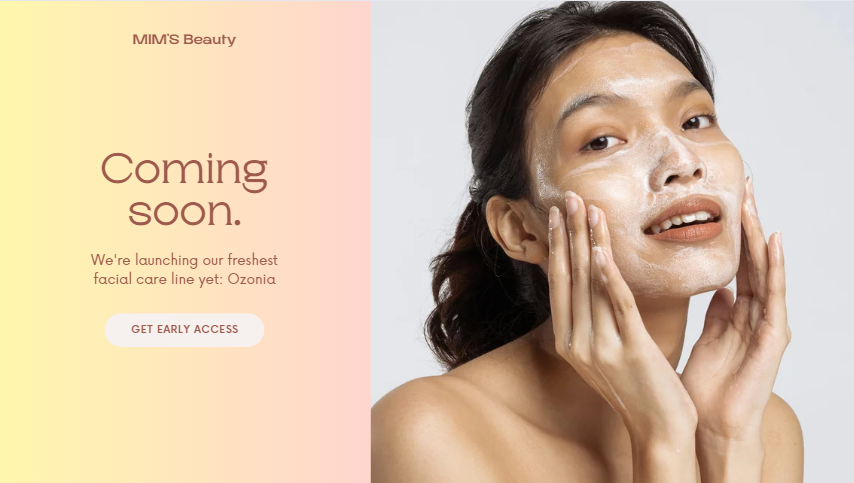 MIM'S Beauty
Coming
soon.
We're launching our freshest
facial care line yet: Ozonia
GET EARLY ACCESS